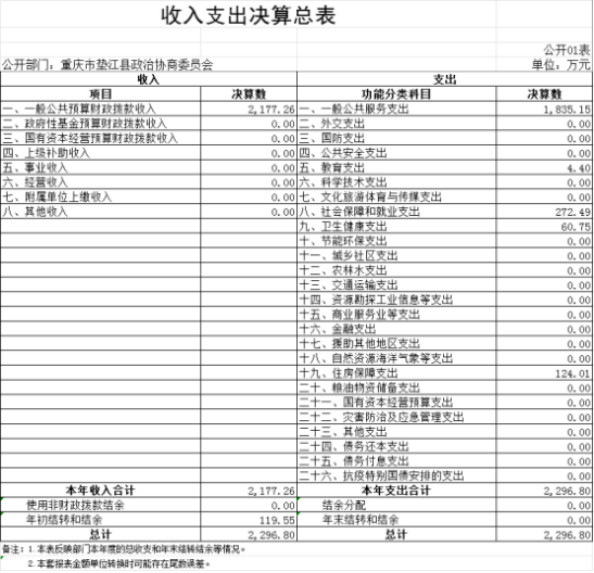 收入支出决算总表
公开01表
公开部门：重庆市垫江县政治协商委员会 单位：万元
收入 支出
项目 决算数 功能分类科目 决算数
一、一般公共预算财政拨款收入 2,177.26 一、一般公共服务支出 1,835.15
二、政府性基金预算财政拨款收入 0.00 二、外交支出 0.00
三、国有资本经营预算财政拨款收入 0.00 三、国防支出 0.00
四、上级补助收入 0.00 四、公共安全支出 0.00
五、事业收入 0.00 五、教育支出 4.40
六、经营收入 0.00 六、科学技术支出 0.00
七、附属单位上缴收入 0.00 七、文化旅游体育与传媒支出 0.00
八、其他收入 0.00 八、社会保障和就业支出 272.49
九、卫生健康支出 60.75
十、节能环保支出 0.00
十一、城乡社区支出 0.00
十二、农林水支出 0.00
十三、交通运输支出 0.00
十四、资源勘探工业信息等支出 0.00
十五、商业服务业等支出 0.00
十六、金融支出 0.00
十七、援助其他地区支出 0.00
十八、自然资源海洋气象等支出 0.00
十九、住房保障支出 124.01
二十、粮油物资储备支出 0.00
二十一、国有资本经营预算支出 0.00
二十二、灾害防治及应急管理支出 0.00
二十三、其他支出 0.00
二十四、债务还本支出 0.00
二十五、债务付息支出 0.00
二十六、抗疫特别国债安排的支出 0.00
本年收入合计 2,177.26 本年支出合计 2,296.80
使用非财政拨款结余 0.00 结余分配 0.00
年初结转和结余 119.55 年末结转和结余 0.00
总计 2,296.80 总计 2,296.80
备注：1.本表反映部门本年度的总收支和年末结转结余等情况。
2.本套报表金额单位转换时可能存在尾数误差。